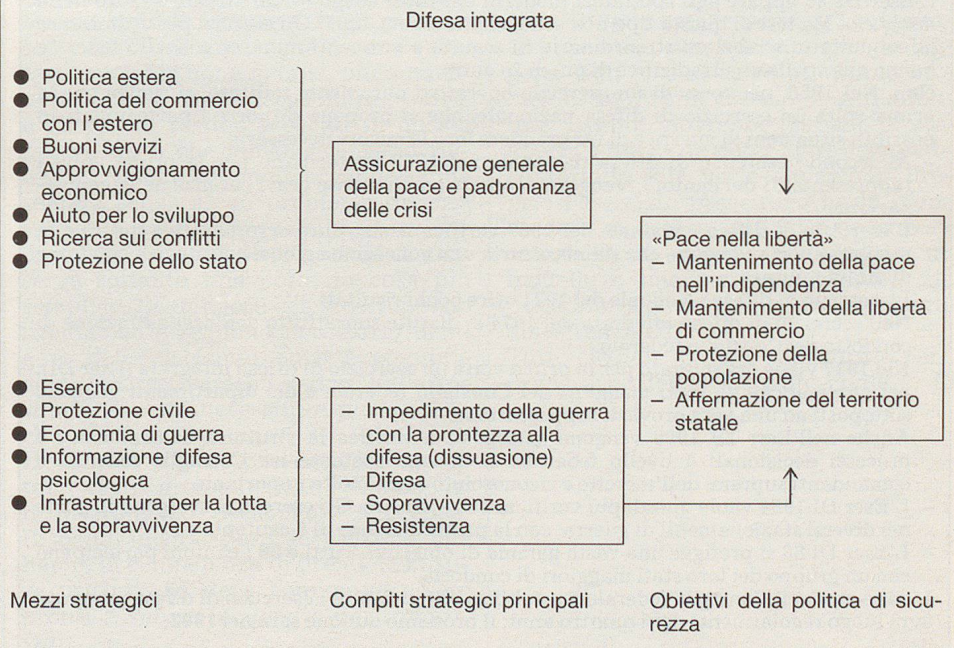 Difesa integrata
● Politica estera
● Politica del commercio
con l'estero
● Buoni servizi
● Approvvigionamento
economico
● Aiuto per lo sviluppo
● Ricerca sui conflitti
● Protezione dello stato
Assicurazione generale
della pace e padronanza
delle crisi
«Pace nella libertà»
– Mantenimento della pace
nell'indipendenza
– Mantenimento della libertà
di commercio
– Protezione della
popolazione
– Affermazione del territorio
statale
● Esercito
● Protezione civile
● Economia di guerra
● Informazione difesa
psicologica
● Infrastruttura per la lotta
e la sopravvivenza
– Impedimento della guerra
con la prontezza alla
difesa (dissuasione)
– Difesa
– Sopravvivenza
– Resistenza
Mezzi strategici
Compiti strategici principali
Obiettivi della politica di sicu-
rezza